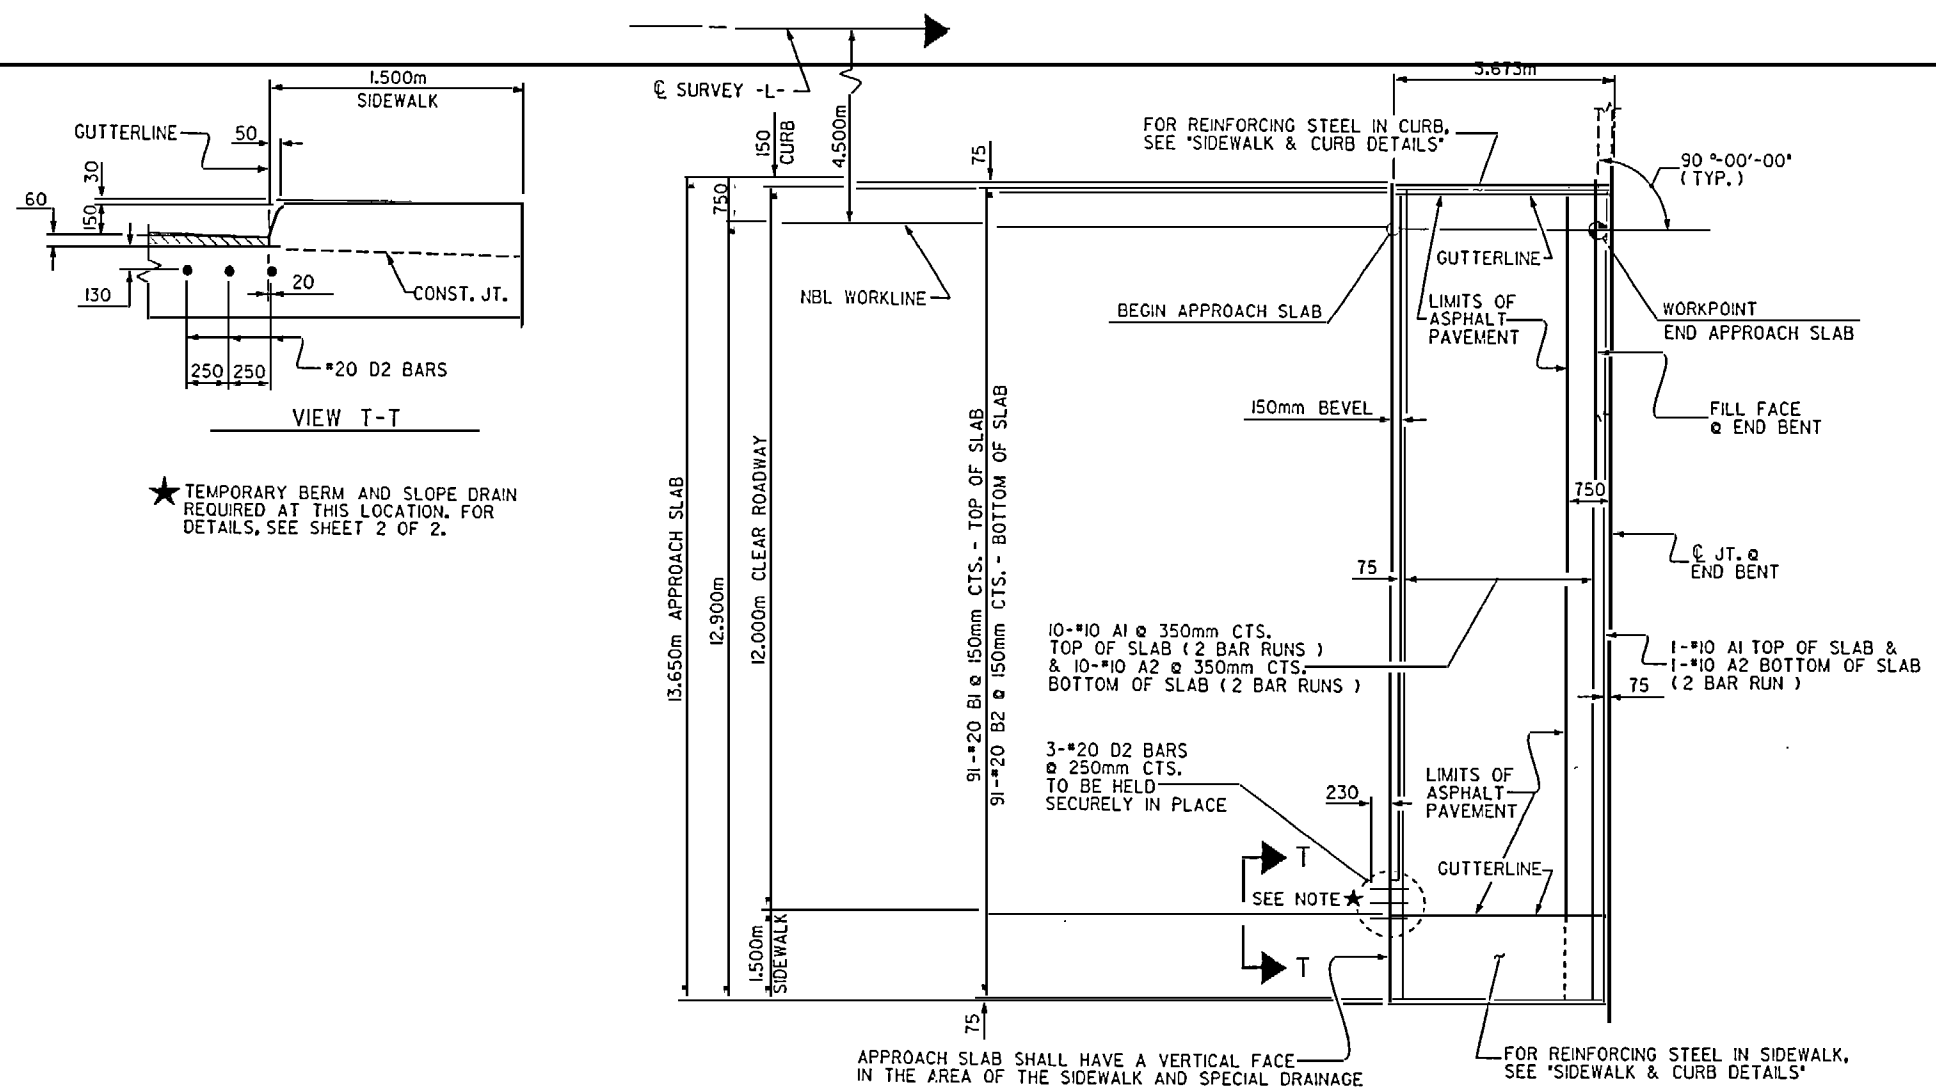 1.500m
SIDEWALK
GUTTERLINE
50
30
60
150
130
20
CONST. JT.
250
250
#20 D2 BARS
VIEW T-T
★ TEMPORARY BERM AND SLOPE DRAIN
REQUIRED AT THIS LOCATION. FOR
DETAILS, SEE SHEET 2 OF 2.
℄ SURVEY -L-
150
CURB
4.500m
75
750
NBL WORKLINE
13.650m APPROACH SLAB
12.900m
12.000m CLEAR ROADWAY
1.500m
SIDEWALK
91-#20 B1 @ 150mm CTS. - TOP OF SLAB
91-#20 B2 @ 150mm CTS. - BOTTOM OF SLAB
75
3.673m
FOR REINFORCING STEEL IN CURB,
SEE "SIDEWALK & CURB DETAILS"
90°-00'-00"
(TYP.)
GUTTERLINE
BEGIN APPROACH SLAB
LIMITS OF
ASPHALT
PAVEMENT
WORKPOINT
END APPROACH SLAB
150mm BEVEL
FILL FACE
@ END BENT
750
℄ JT. @
END BENT
75
10-#10 A1 @ 350mm CTS.
TOP OF SLAB (2 BAR RUNS)
& 10-#10 A2 @ 350mm CTS.
BOTTOM OF SLAB (2 BAR RUNS)
1-#10 A1 TOP OF SLAB &
1-#10 A2 BOTTOM OF SLAB
(2 BAR RUN)
75
3-#20 D2 BARS
@ 250mm CTS.
TO BE HELD
SECURELY IN PLACE
230
LIMITS OF
ASPHALT
PAVEMENT
T
GUTTERLINE
SEE NOTE ★
T
APPROACH SLAB SHALL HAVE A VERTICAL FACE
IN THE AREA OF THE SIDEWALK AND SPECIAL DRAINAGE
FOR REINFORCING STEEL IN SIDEWALK,
SEE "SIDEWALK & CURB DETAILS"